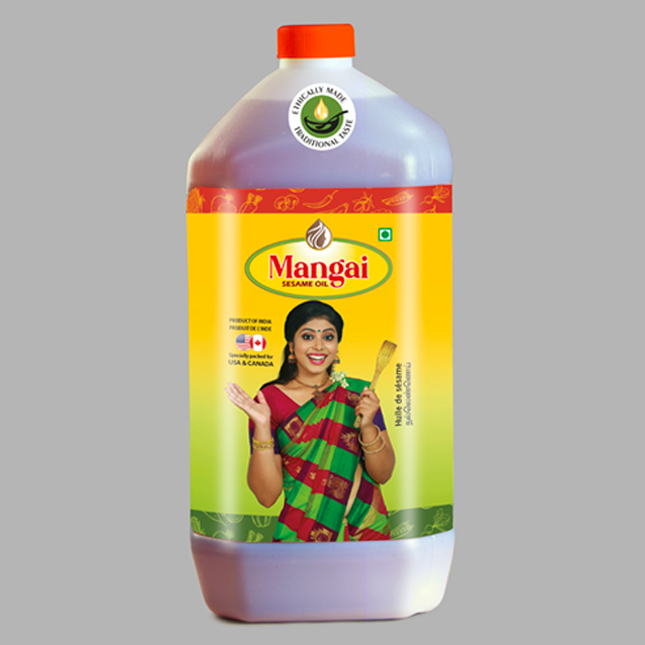 ETHICALLY MADE
TRADITIONAL TASTE
Mangai
SESAME OIL
PRODUCT OF INDIA
PRODUIT DE L'INDE
Specially packed for
USA & CANADA
Huile de sésame
நல்லெண்ணெய்